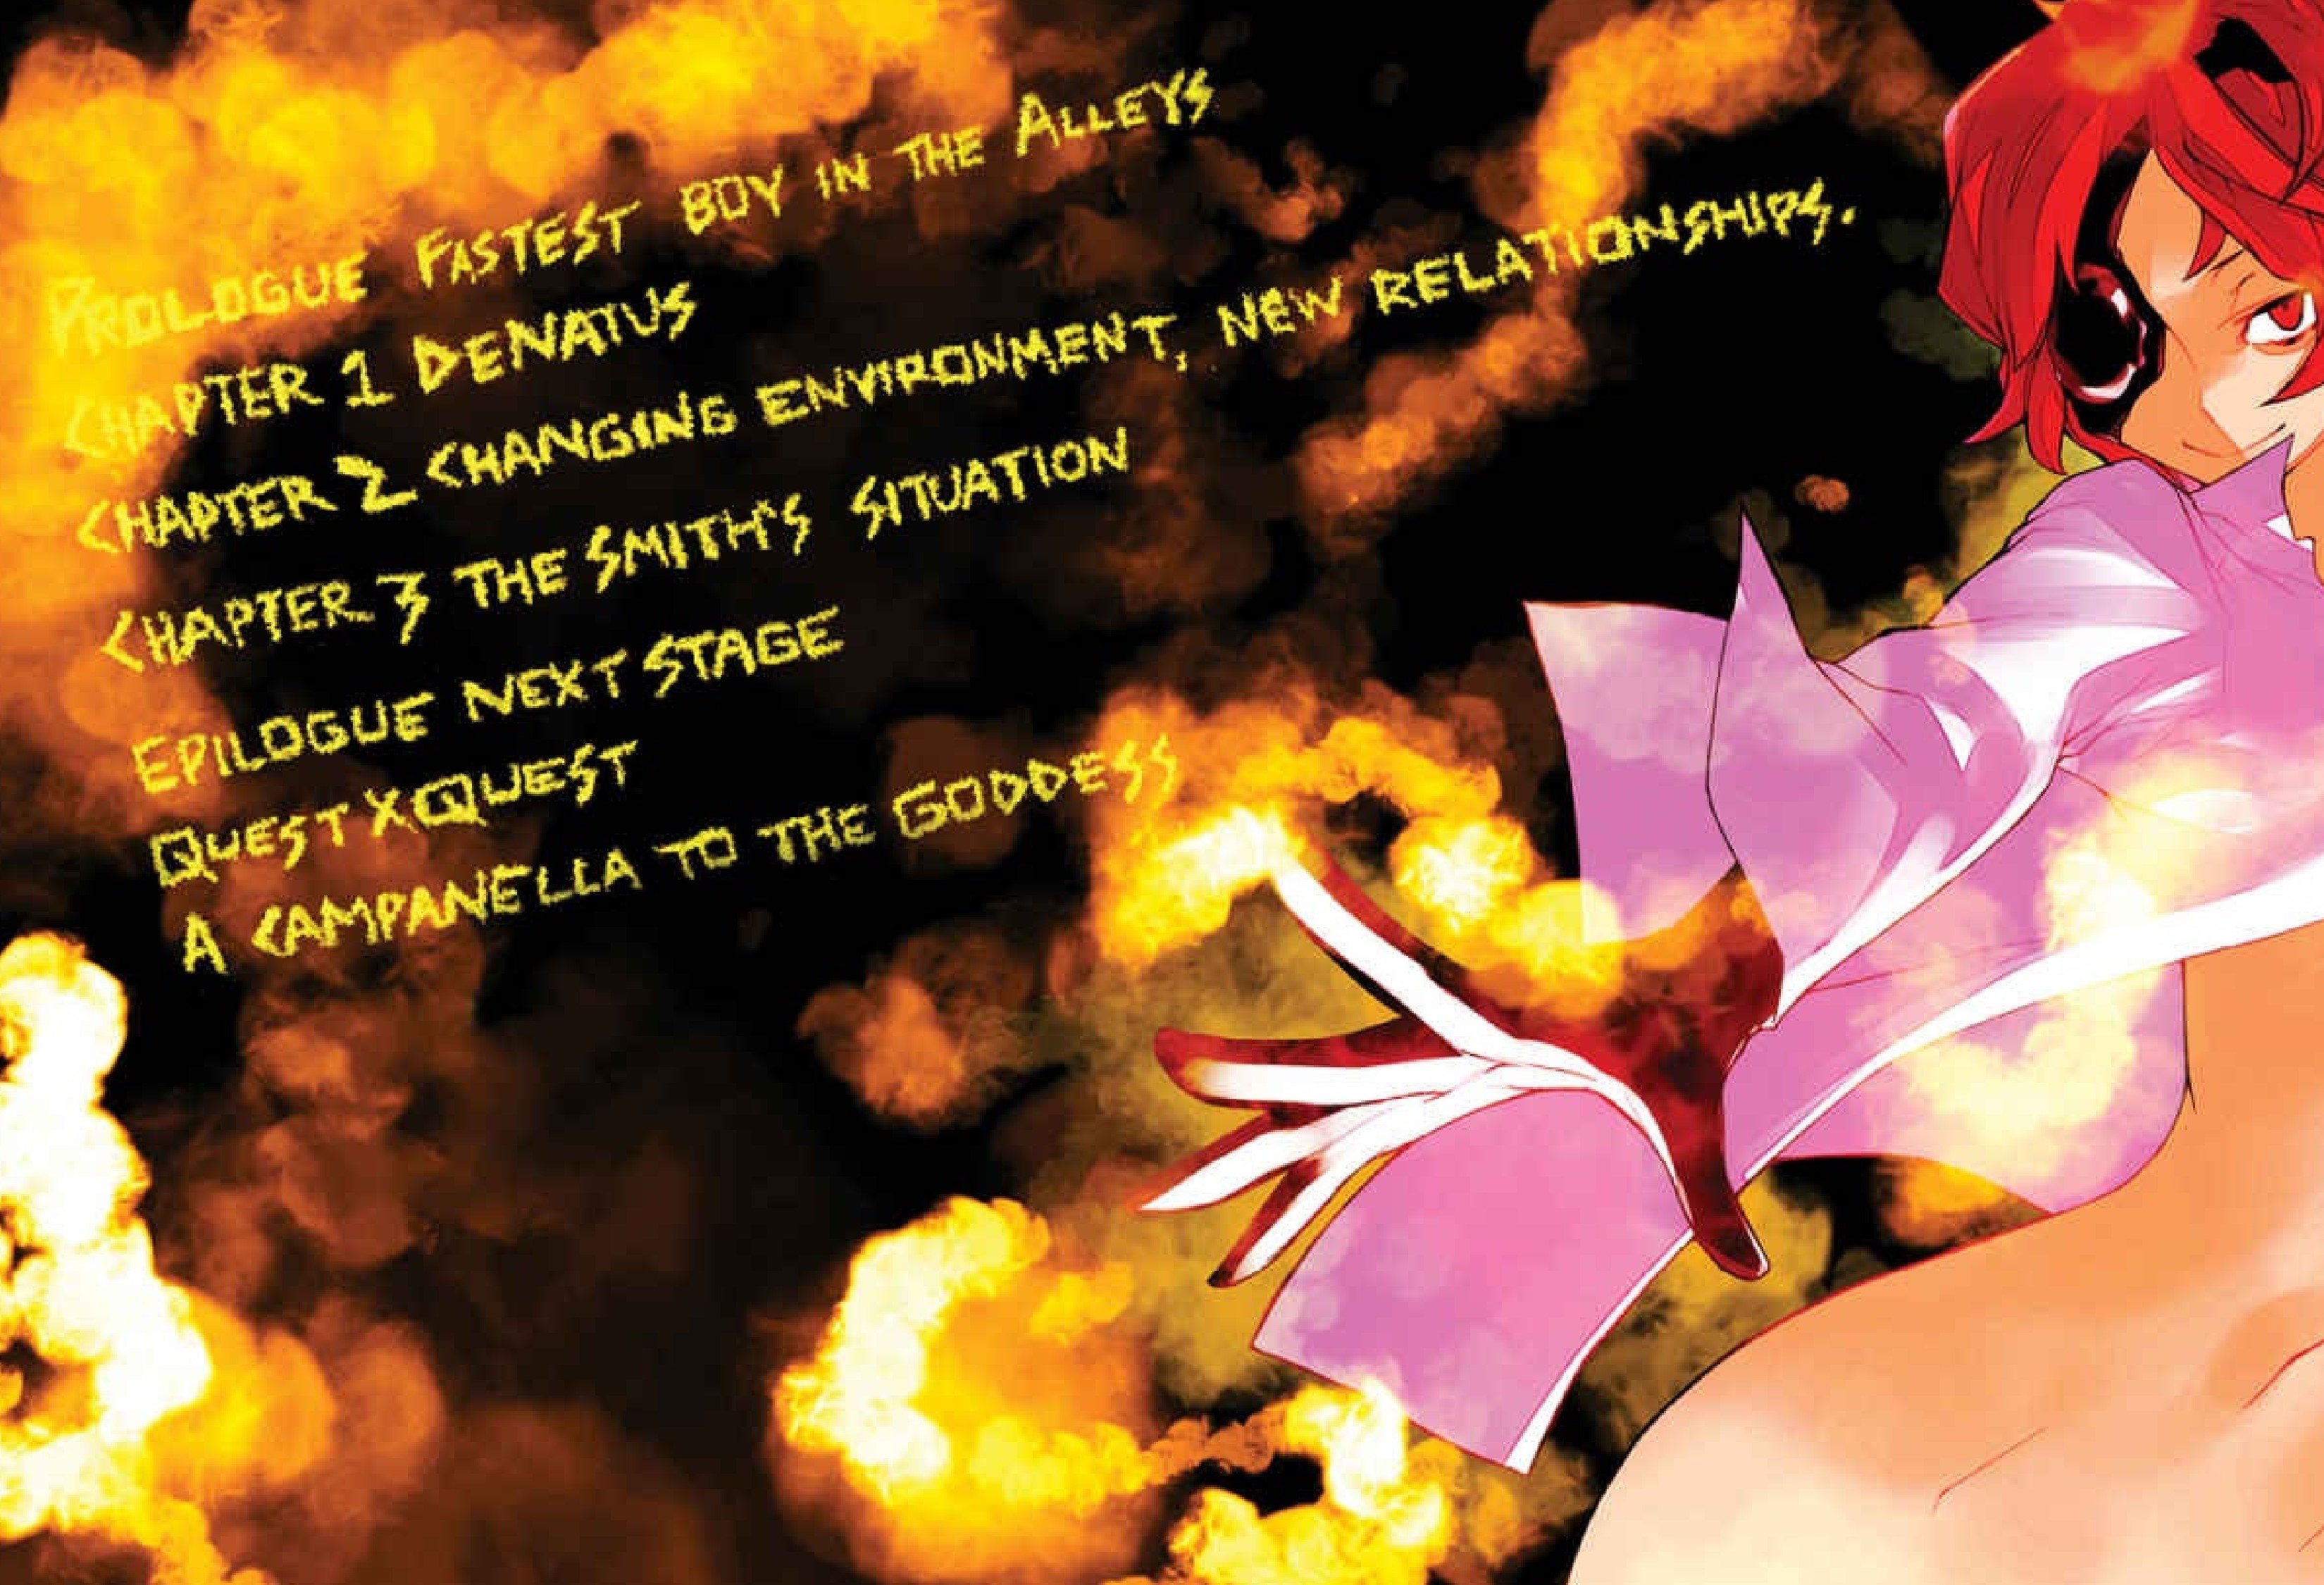 PROLOGUE FASTEST BOY IN THE ALLEYS
CHAPTER 1 DENATUS
CHAPTER 2 CHANGING ENVIRONMENT, NEW RELATIONSHIPS.
CHAPTER 3 THE SMITH'S SITUATION
EPILOGUE NEXT STAGE
QUEST X QUEST
A CAMPANELLA TO THE GODDESS